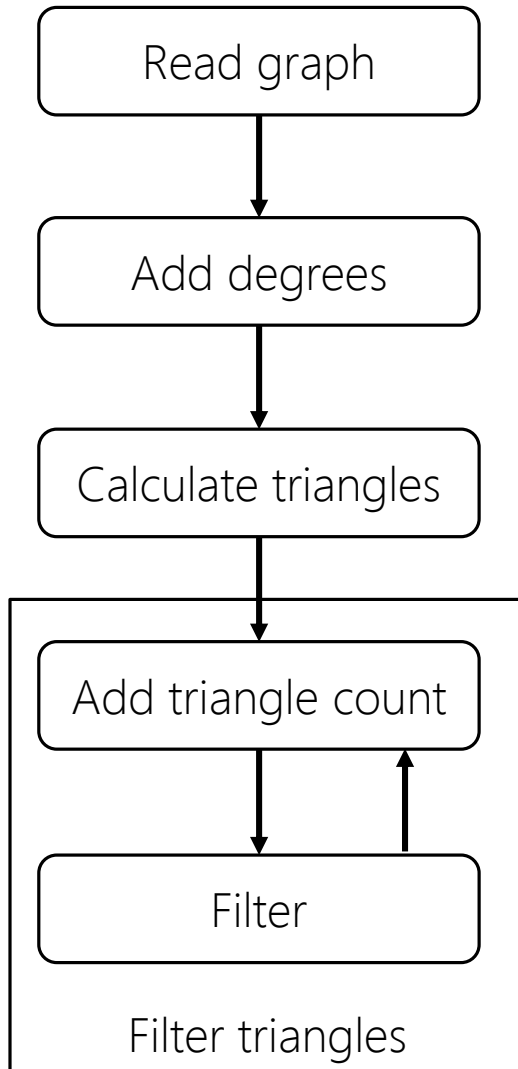 Read graph
Add degrees
Calculate triangles
Add triangle count
Filter
Filter triangles